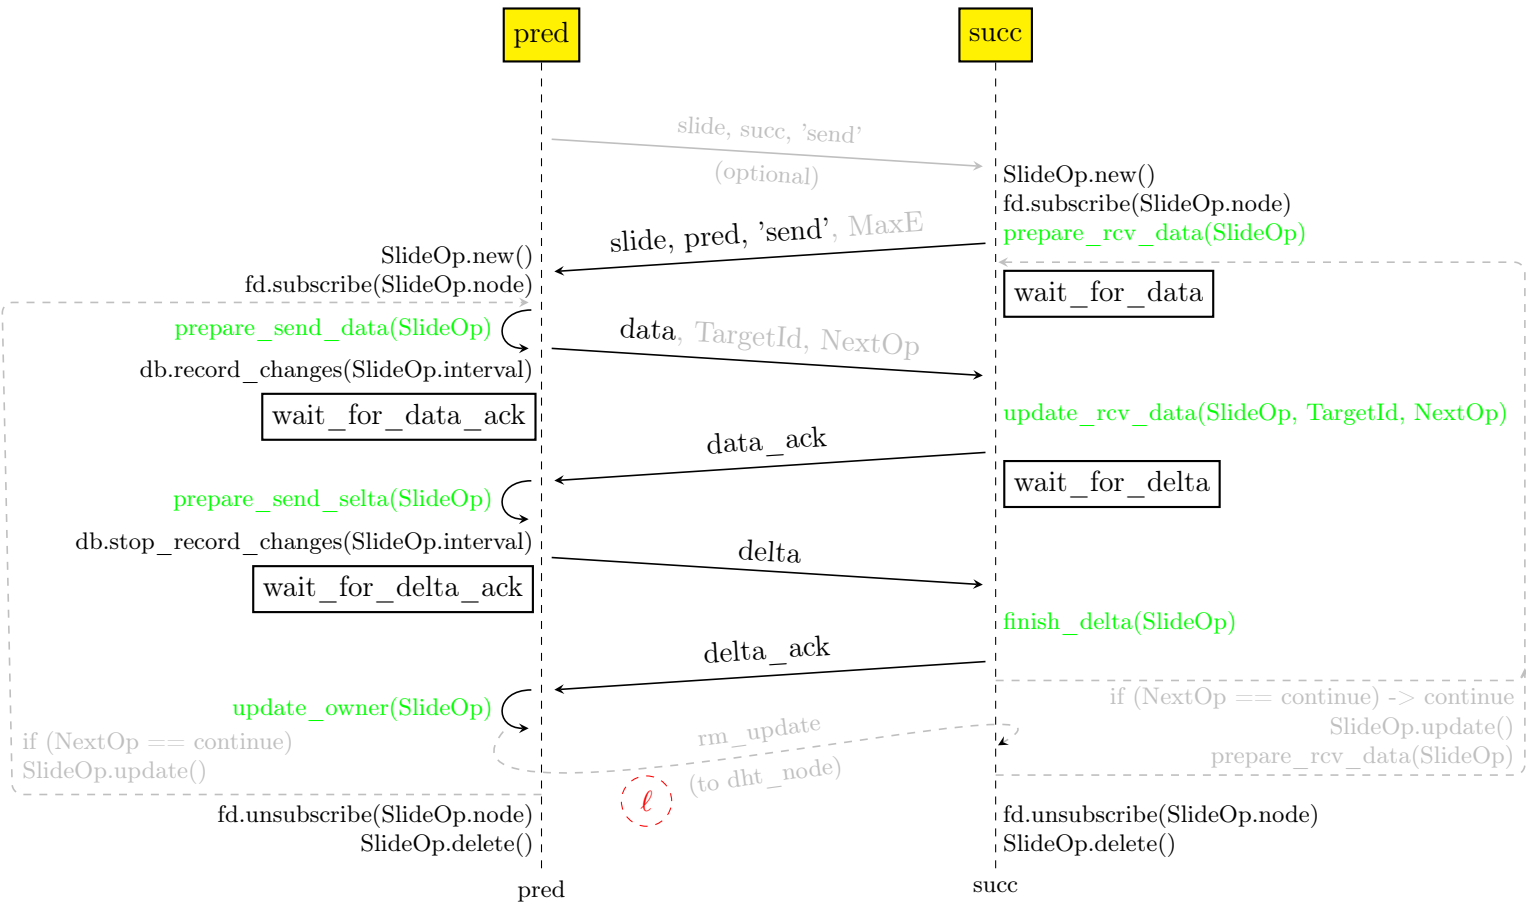 pred
succ
slide, succ, 'send'
(optional)
SlideOp.new()
fd.subscribe(SlideOp.node)
prepare_rcv_data(SlideOp)
slide, pred, 'send', MaxE
SlideOp.new()
fd.subscribe(SlideOp.node)
wait_for_data
prepare_send_data(SlideOp)
data, TargetId, NextOp
db.record_changes(SlideOp.interval)
wait_for_data_ack
update_rcv_data(SlideOp, TargetId, NextOp)
data_ack
wait_for_delta
prepare_send_selta(SlideOp)
db.stop_record_changes(SlideOp.interval)
delta
wait_for_delta_ack
finish_delta(SlideOp)
delta_ack
update_owner(SlideOp)
if (NextOp == continue) -> continue
SlideOp.update()
prepare_rcv_data(SlideOp)
rm_update
(to dht_node)
if (NextOp == continue)
SlideOp.update()
ℓ
fd.unsubscribe(SlideOp.node)
SlideOp.delete()
fd.unsubscribe(SlideOp.node)
SlideOp.delete()
pred
succ